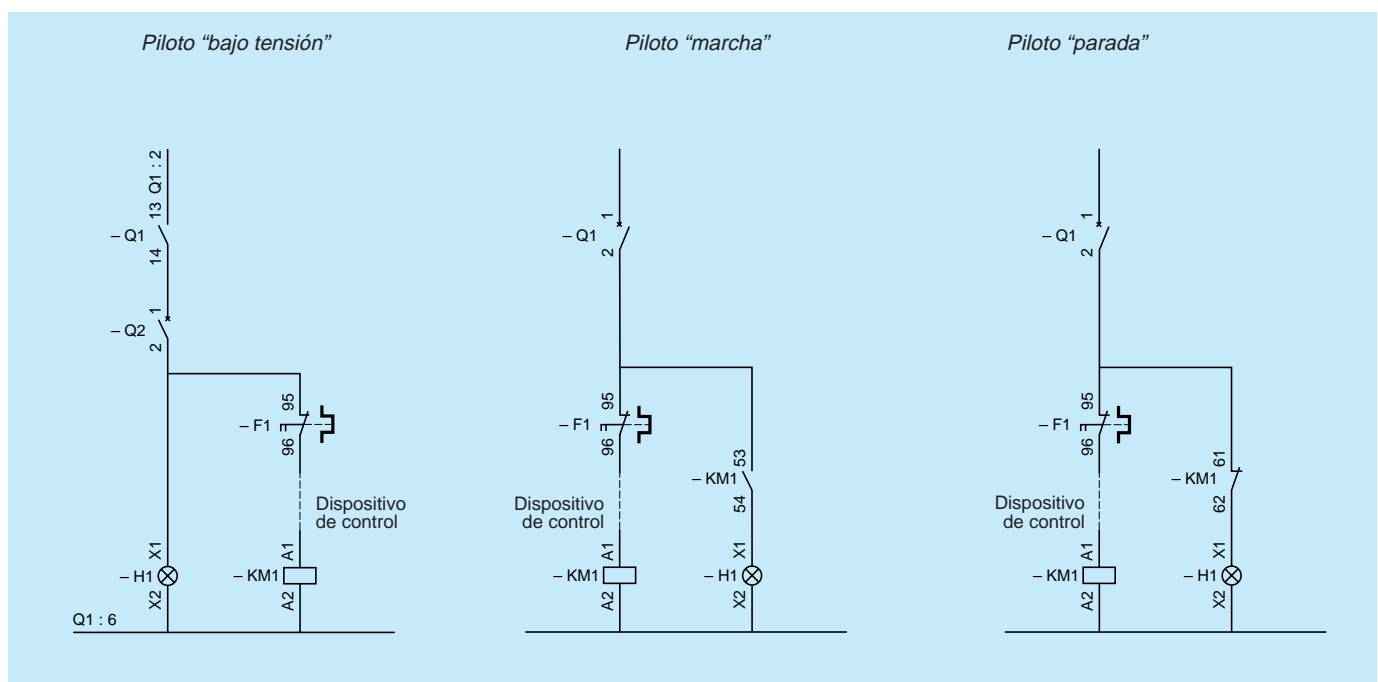 Piloto “bajo tensión”
Piloto “marcha”
Piloto “parada”
Q1 : 2
13
– Q1
14
1
– Q2
2
95
– F1
96
Dispositivo
de control
X1
– H1
X2
A1
– KM1
A2
Q1 : 6
1
– Q1
2
95
– F1
96
53
– KM1
54
Dispositivo
de control
A1
– KM1
A2
X1
– H1
X2
1
– Q1
2
95
– F1
96
61
– KM1
62
Dispositivo
de control
A1
– KM1
A2
X1
– H1
X2